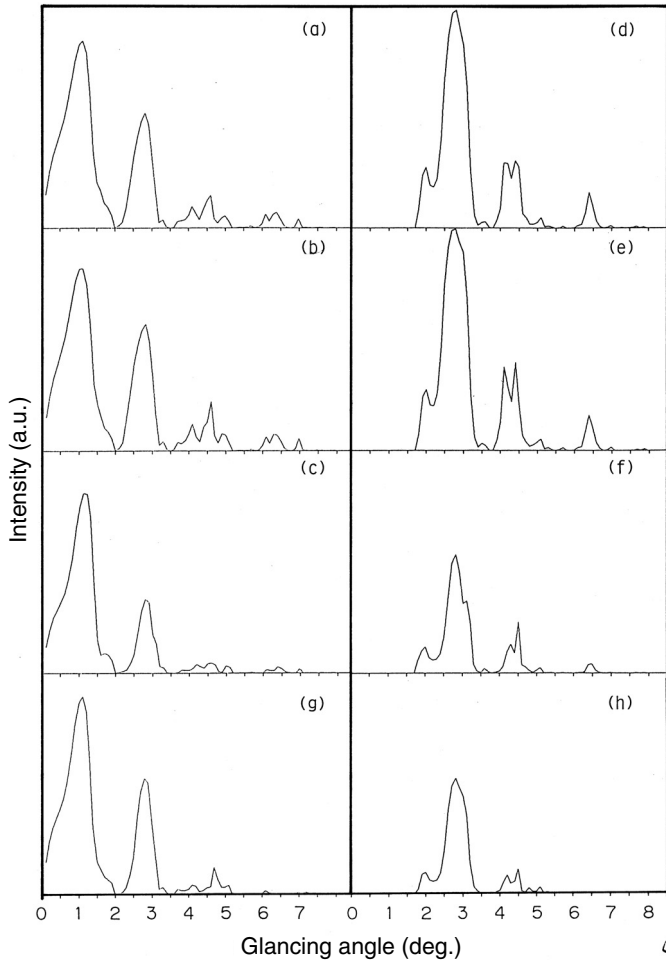 (a) (d)
(b) (e)
(c) (f)
(g) (h)
Intensity (a.u.)
0 1 2 3 4 5 6 7 0 1 2 3 4 5 6 7 8
Glancing angle (deg.)